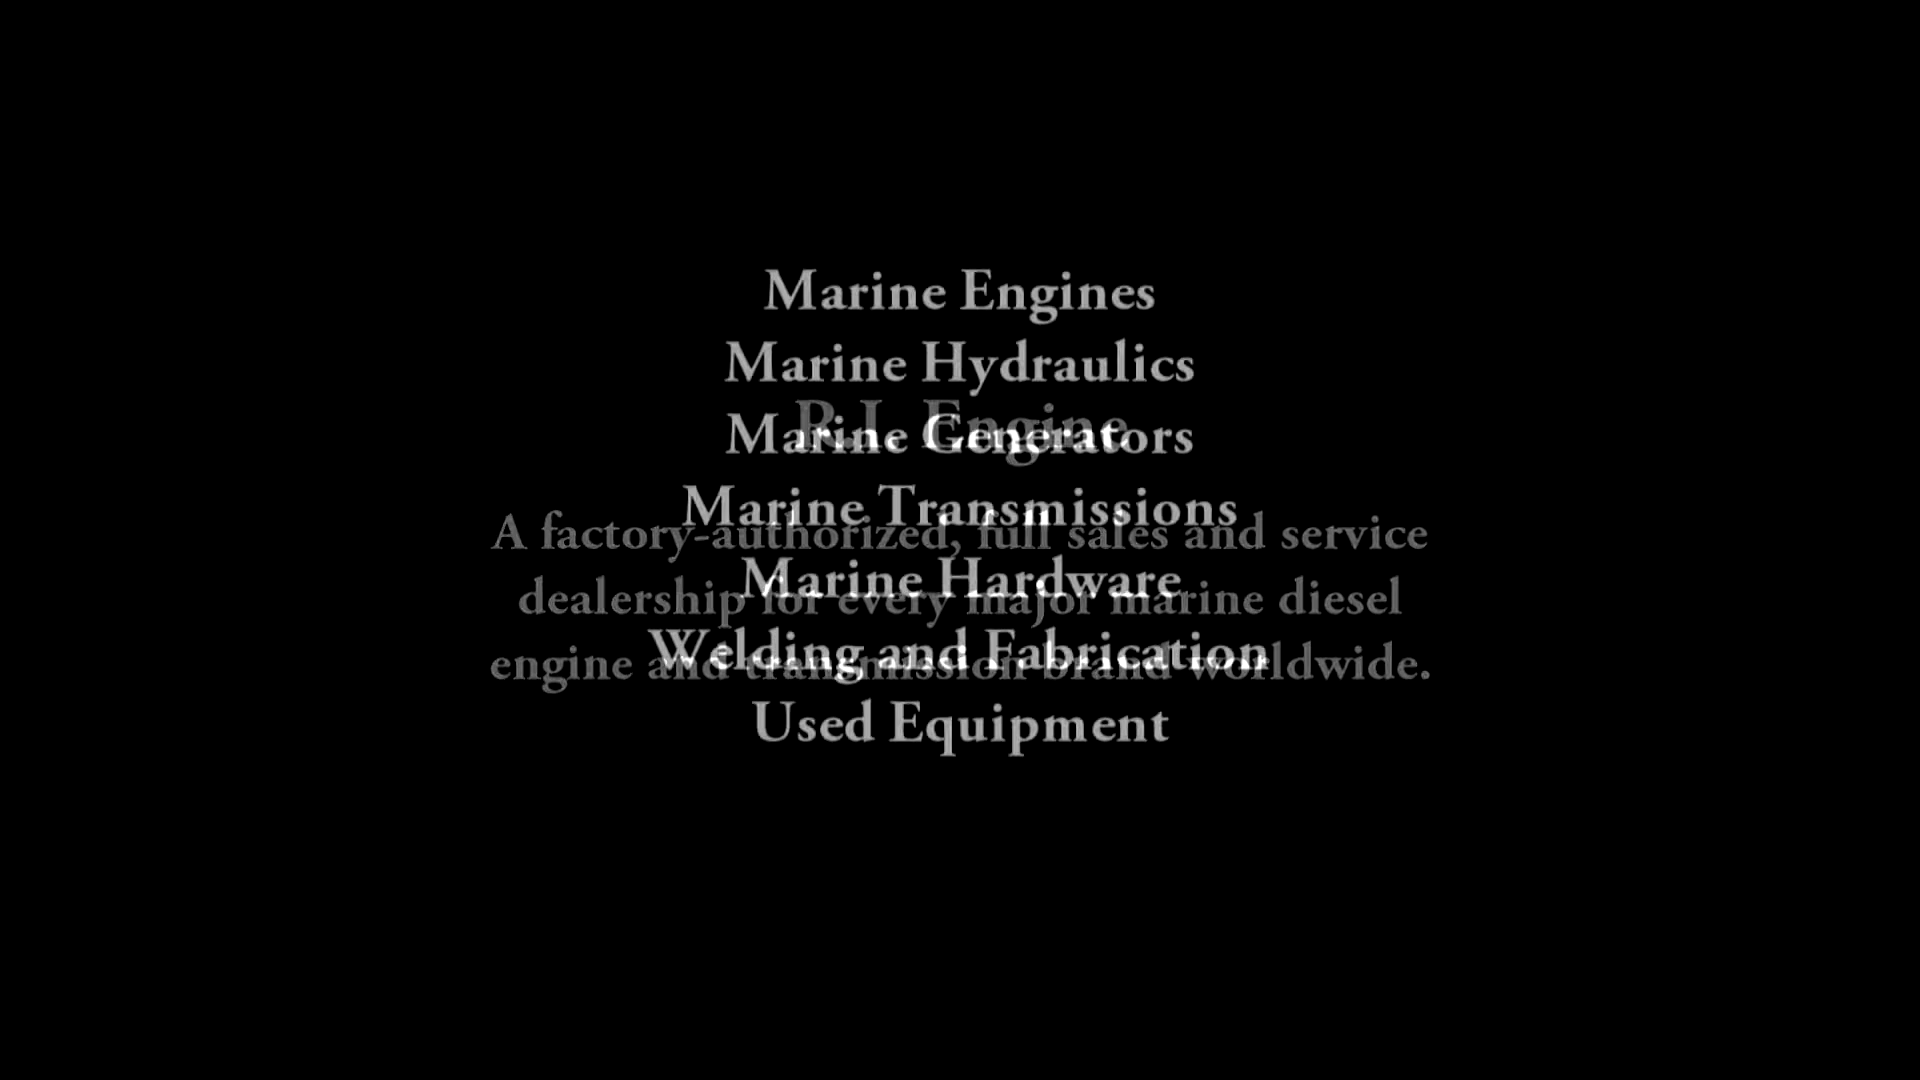 Marine Engines
Marine Hydraulics
R.I. Engine
Marine Generators
Marine Transmissions
A factory-authorized, full sales and service
Marine Hardware
dealership for every major marine diesel
Welding and Fabrication
engine and transmission brand worldwide.
Used Equipment